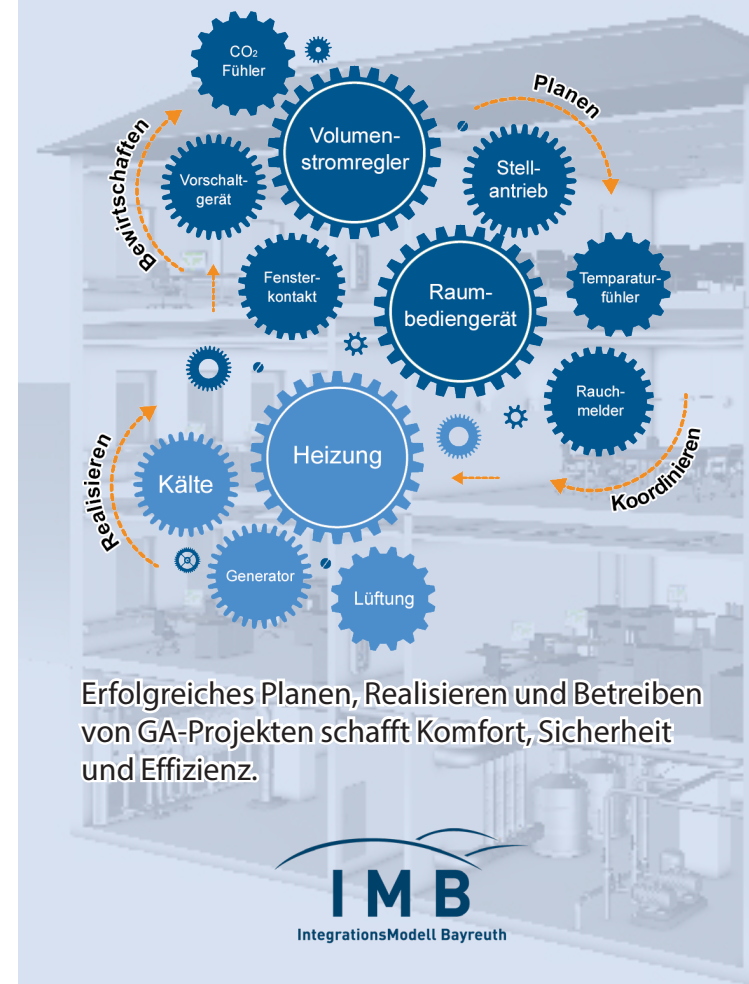 CO₂
Fühler
Volumen-
stromregler
Planen
Stell-
antrieb
Vorschalt-
gerät
Bewirtschaften
Fenster-
kontakt
Raum-
bediengerät
Temperatur-
fühler
Rauch-
melder
Koordinieren
Heizung
Kälte
Realisieren
Generator
Lüftung
Erfolgreiches Planen, Realisieren und Betreiben
von GA-Projekten schafft Komfort, Sicherheit
und Effizienz.
IMB
IntegrationsModell Bayreuth